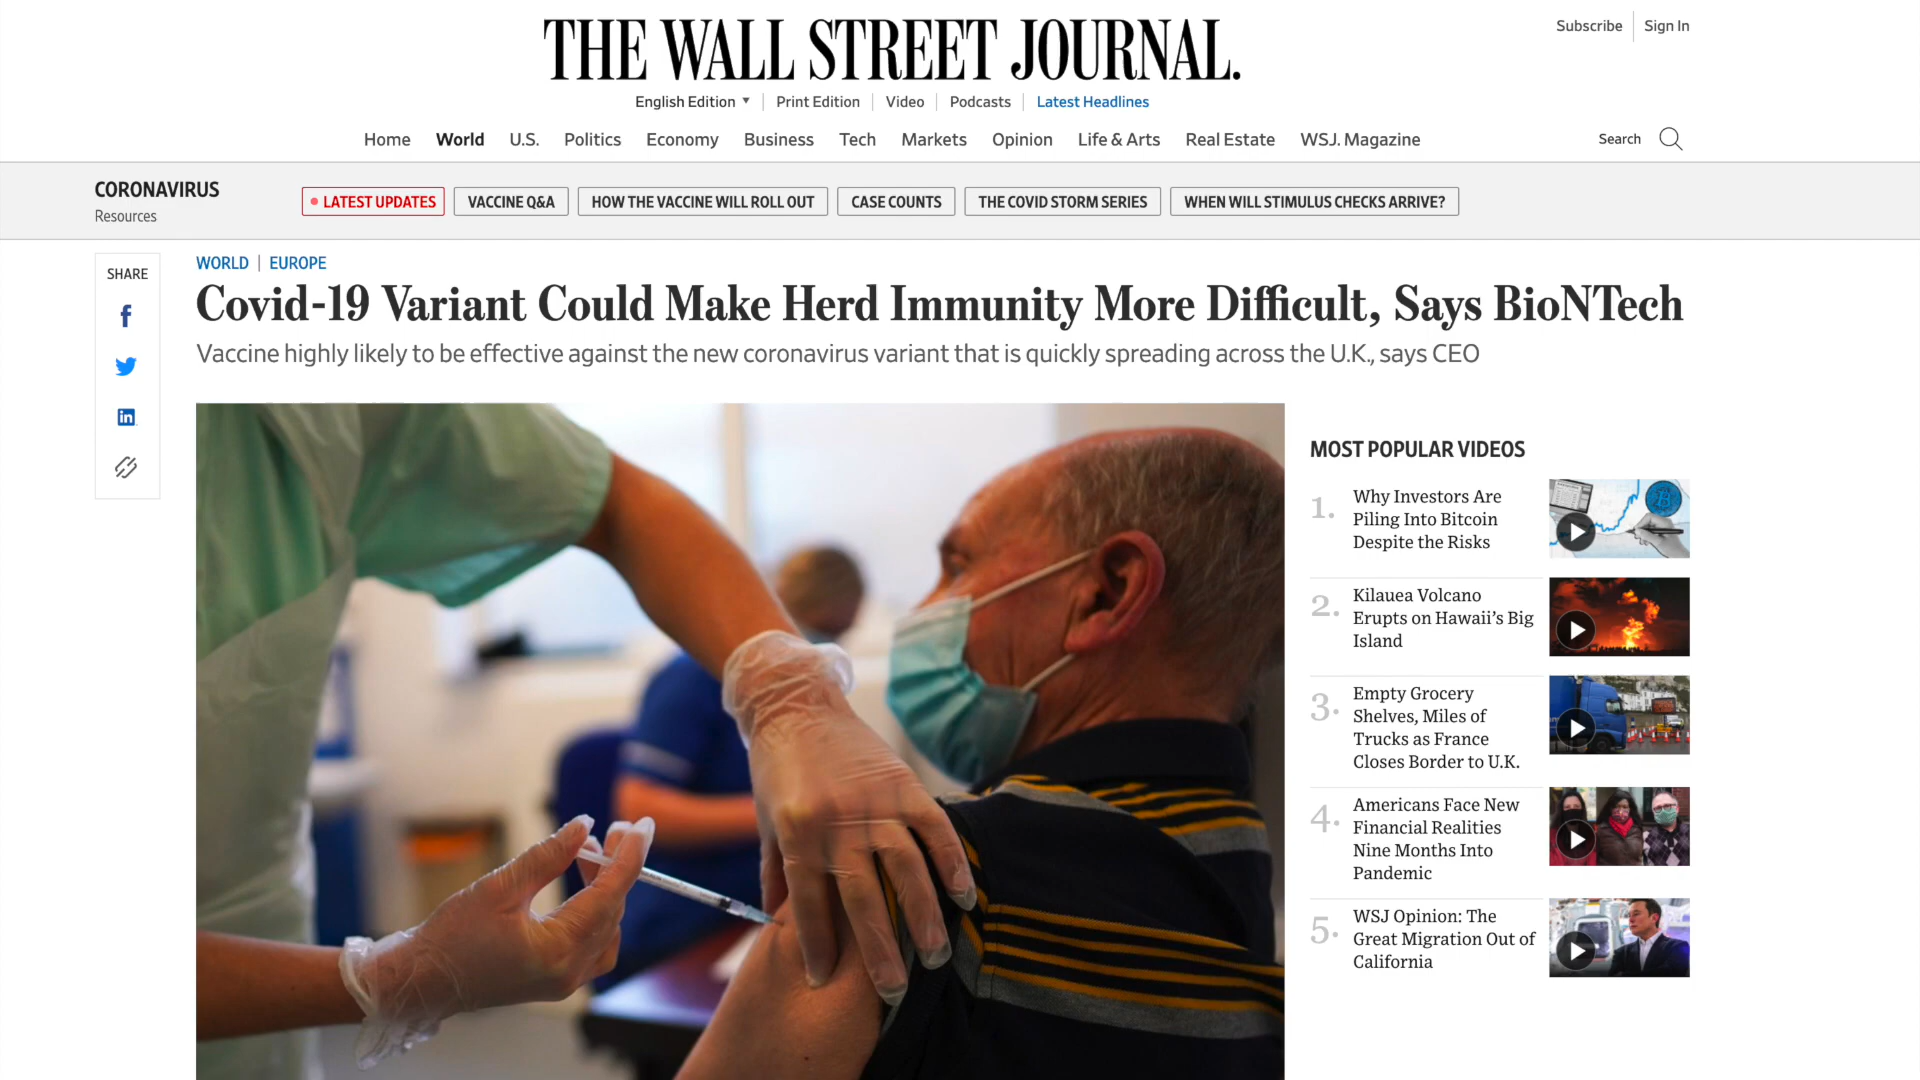 THE WALL STREET JOURNAL.
Subscribe
Sign In
English Edition
Print Edition
Video
Podcasts
Latest Headlines
Home
World
U.S.
Politics
Economy
Business
Tech
Markets
Opinion
Life & Arts
Real Estate
WSJ. Magazine
Search
CORONAVIRUS
Resources
LATEST UPDATES
VACCINE Q&A
HOW THE VACCINE WILL ROLL OUT
CASE COUNTS
THE COVID STORM SERIES
WHEN WILL STIMULUS CHECKS ARRIVE?
SHARE
WORLD
EUROPE
Covid-19 Variant Could Make Herd Immunity More Difficult, Says BioNTech
Vaccine highly likely to be effective against the new coronavirus variant that is quickly spreading across the U.K., says CEO
MOST POPULAR VIDEOS
1.
Why Investors Are
Piling Into Bitcoin
Despite the Risks
2.
Kilauea Volcano
Erupts on Hawaii’s Big
Island
3.
Empty Grocery
Shelves, Miles of
Trucks as France
Closes Border to U.K.
4.
Americans Face New
Financial Realities
Nine Months Into
Pandemic
5.
WSJ Opinion: The
Great Migration Out of
California